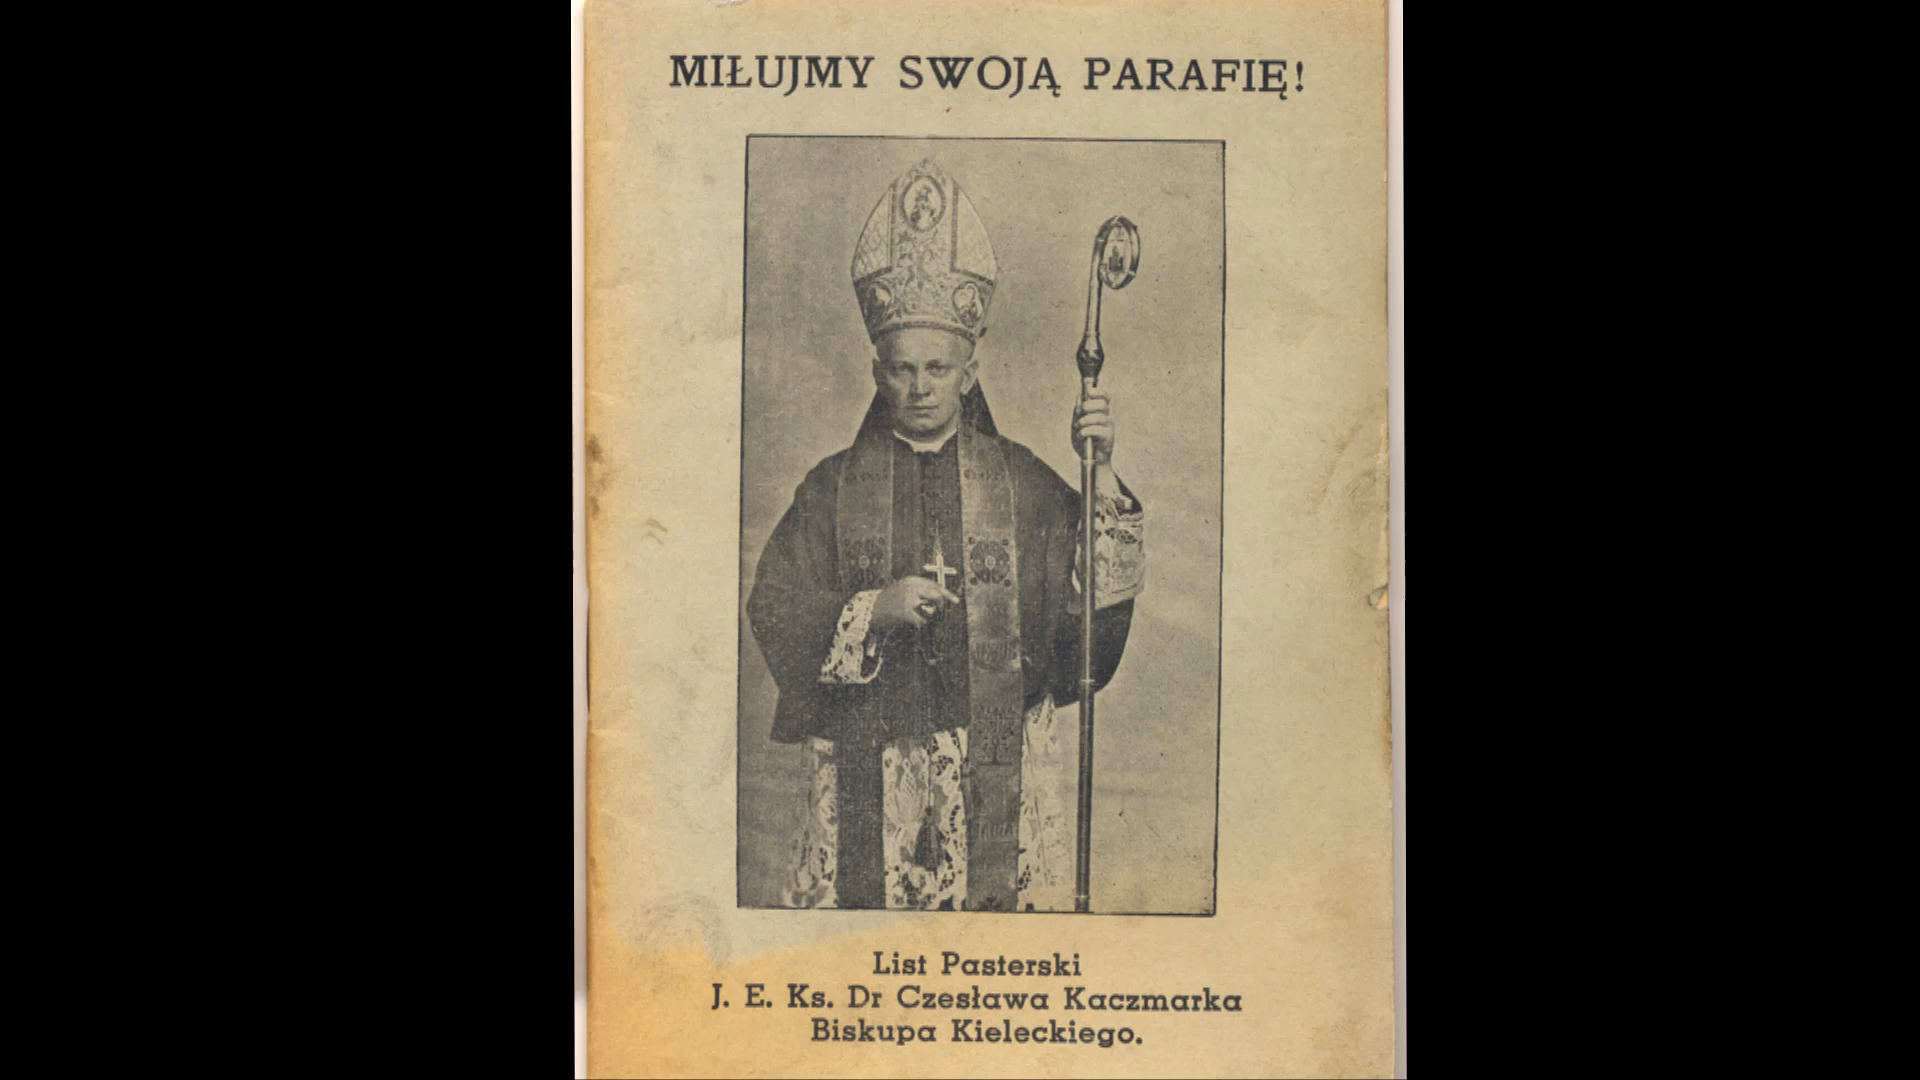 MIŁUJMY SWOJĄ PARAFIĘ!
List Pasterski
J. E. Ks. Dr Czesława Kaczmarka
Biskupa Kieleckiego.